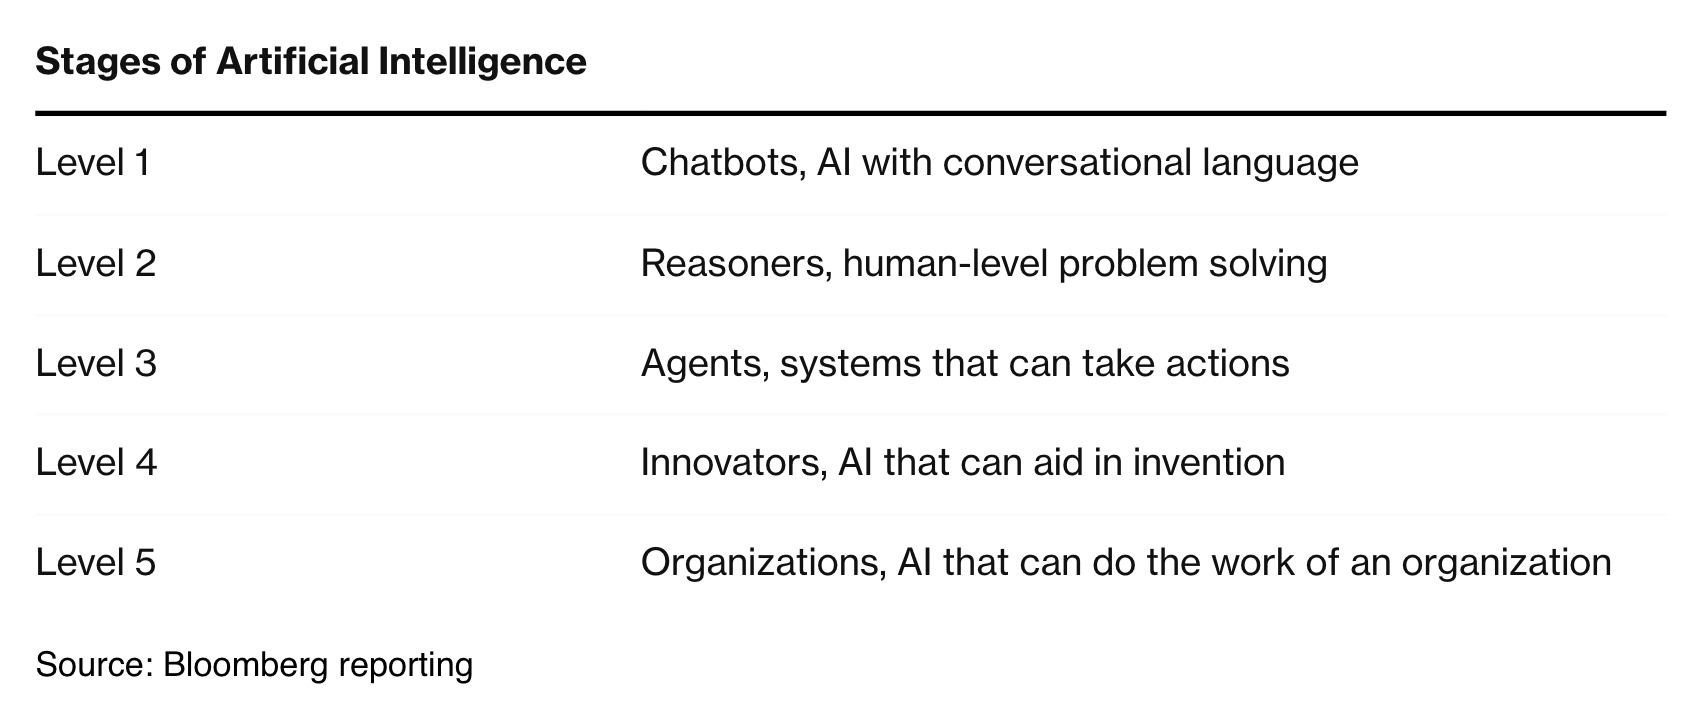 Stages of Artificial Intelligence
Level 1 Chatbots, AI with conversational language
Level 2 Reasoners, human-level problem solving
Level 3 Agents, systems that can take actions
Level 4 Innovators, AI that can aid in invention
Level 5 Organizations, AI that can do the work of an organization
Source: Bloomberg reporting